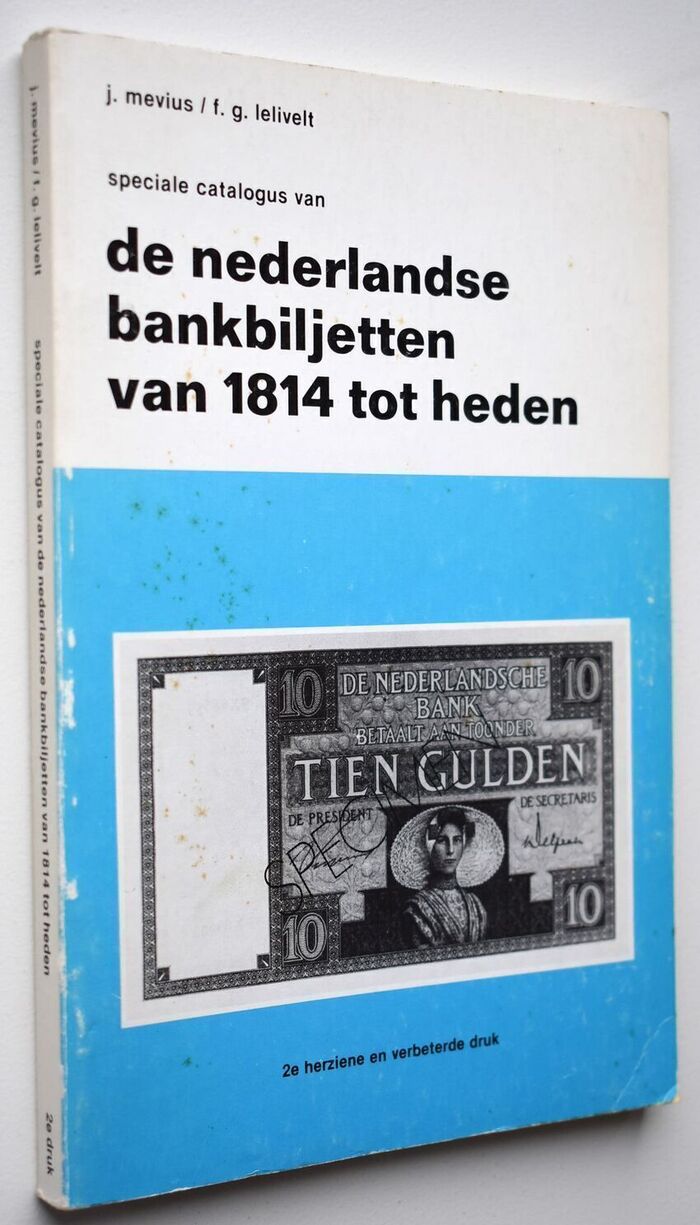 j. mevius / f. g. lelivelt
speciale catalogus van
de nederlandse
bankbiljetten
van 1814 tot heden
10
DE NEDERLANDSCHE
BANK
BETAALT AAN TOONDER
TIEN GULDEN
10
DE PRESIDENT
DE SECRETARIS
SPECIMEN
10
10
2e herziene en verbeterde druk
j. mevius / f. g. lelivelt speciale catalogus van de nederlandse bankbiljetten van 1814 tot heden 2e druk